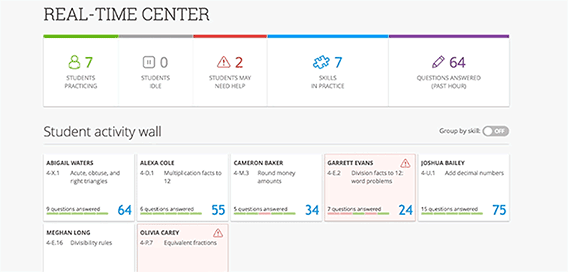 REAL-TIME CENTER
7
STUDENTS
PRACTICING
0
STUDENTS
IDLE
2
STUDENTS MAY
NEED HELP
7
SKILLS
IN PRACTICE
64
QUESTIONS ANSWERED
(PAST HOUR)
Student activity wall
Group by skill: OFF
ABIGAIL WATERS
4-X.1 Acute, obtuse, and
right triangles
9 questions answered 64
ALEXA COLE
4-D.1 Multiplication facts to
12
6 questions answered 55
CAMERON BAKER
4-M.3 Round money
amounts
5 questions answered 34
GARRETT EVANS
4-E.2 Division facts to 12:
word problems
7 questions answered 24
JOSHUA BAILEY
4-U.1 Add decimal numbers
15 questions answered 75
MEGHAN LONG
4-E.16 Divisibility rules
OLIVIA CAREY
4-P.7 Equivalent fractions